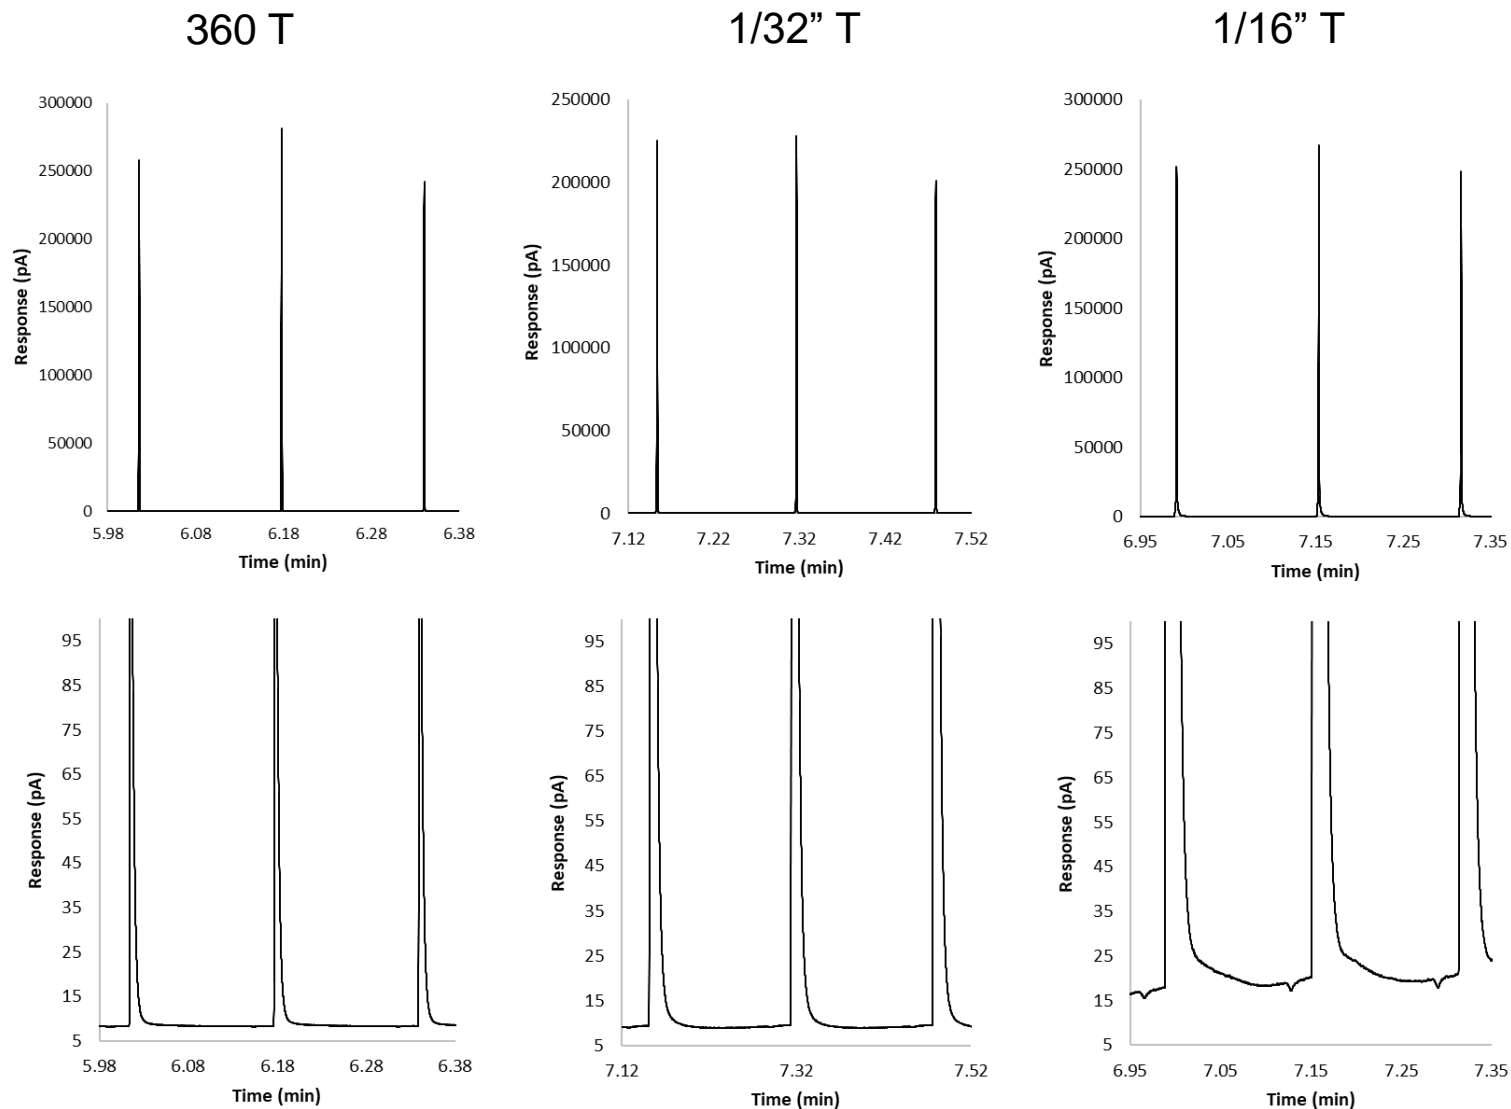 360 T
1/32” T
1/16” T
300000
250000
200000
150000
100000
50000
0
Response (pA)
5.98 6.08 6.18 6.28 6.38
Time (min)
250000
200000
150000
100000
50000
0
Response (pA)
7.12 7.22 7.32 7.42 7.52
Time (min)
300000
250000
200000
150000
100000
50000
0
Response (pA)
6.95 7.05 7.15 7.25 7.35
Time (min)
95
85
75
65
55
45
35
25
15
5
Response (pA)
5.98 6.08 6.18 6.28 6.38
Time (min)
95
85
75
65
55
45
35
25
15
5
Response (pA)
7.12 7.32 7.52
Time (min)
95
85
75
65
55
45
35
25
15
5
Response (pA)
6.95 7.05 7.15 7.25 7.35
Time (min)